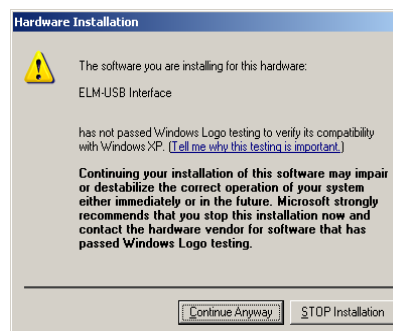 Hardware Installation
The software you are installing for this hardware:
ELM-USB Interface
has not passed Windows Logo testing to verify its compatibility
with Windows XP. (Tell me why this testing is important.)
Continuing your installation of this software may impair
or destabilize the correct operation of your system
either immediately or in the future. Microsoft strongly
recommends that you stop this installation now and
contact the hardware vendor for software that has
passed Windows Logo testing.
Continue Anyway STOP Installation